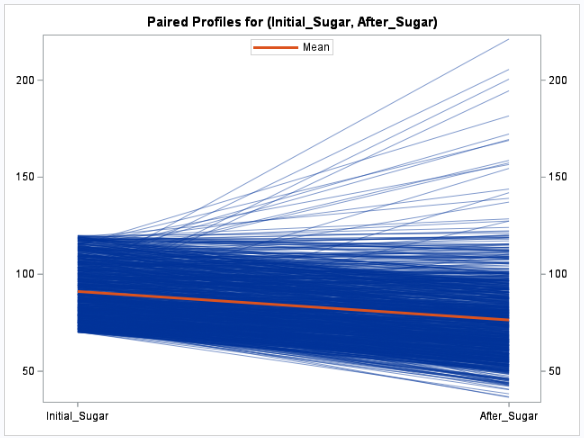 Paired Profiles for (Initial_Sugar, After_Sugar)
Mean
200
200
150
150
100
100
50
50
Initial_Sugar
After_Sugar